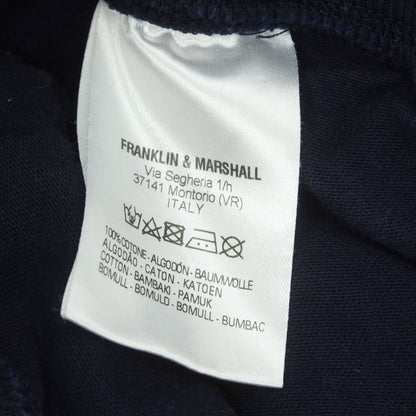 FRANKLIN & MARSHALL
Via Segheria 1/h
37141 Montorio (VR)
ITALY
100% COTONE - ALGODÓN - BAUMWOLLE
ALGODÃO - CATON - KATOEN
COTTON - BAMBAKI - PAMUK
BOMULL - BOMULD - BOMULL - BUMBAC